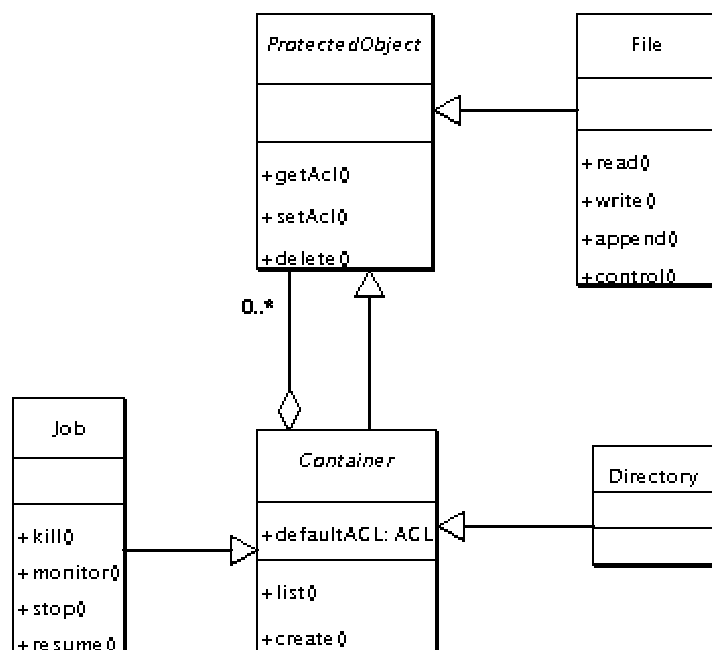 ProtectedObject
+getAcl()
+setAcl()
+delete()
File
+read()
+write()
+append()
+control()
0..*
Job
+kill()
+monitor()
+stop()
+resume()
Container
+defaultACL: ACL
+list()
+create()
Directory